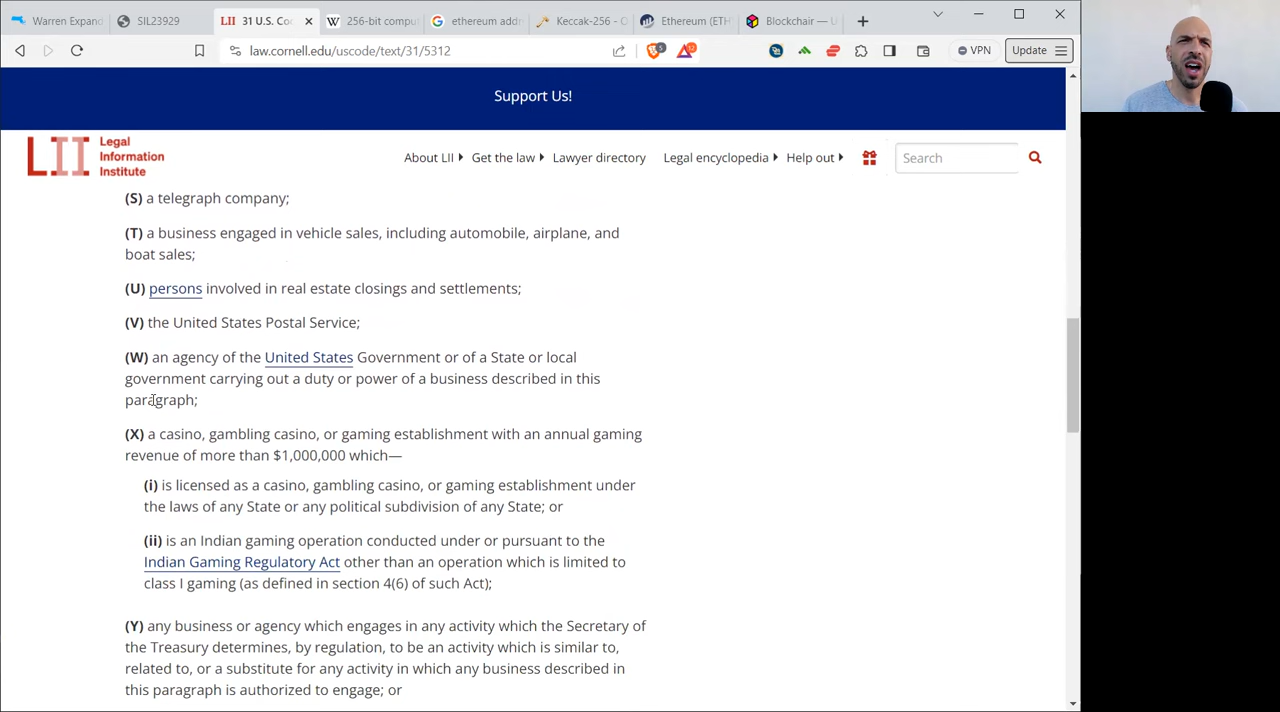 Warren Expand
SIL23929
LII 31 U.S. Co
W 256-bit compu
G ethereum addr
Keccak-256 - O
Ethereum (ETH
Blockchair — U
law.cornell.edu/uscode/text/31/5312
5
12
VPN
Update
Support Us!
LII Legal
Information
Institute
About LII
Get the law
Lawyer directory
Legal encyclopedia
Help out
Search
(S) a telegraph company;
(T) a business engaged in vehicle sales, including automobile, airplane, and
boat sales;
(U) persons involved in real estate closings and settlements;
(V) the United States Postal Service;
(W) an agency of the United States Government or of a State or local
government carrying out a duty or power of a business described in this
paragraph;
(X) a casino, gambling casino, or gaming establishment with an annual gaming
revenue of more than $1,000,000 which—
(i) is licensed as a casino, gambling casino, or gaming establishment under
the laws of any State or any political subdivision of any State; or
(ii) is an Indian gaming operation conducted under or pursuant to the
Indian Gaming Regulatory Act other than an operation which is limited to
class I gaming (as defined in section 4(6) of such Act);
(Y) any business or agency which engages in any activity which the Secretary of
the Treasury determines, by regulation, to be an activity which is similar to,
related to, or a substitute for any activity in which any business described in
this paragraph is authorized to engage; or